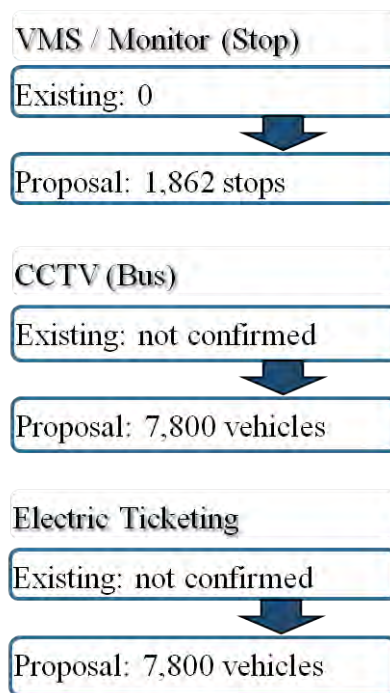 VMS / Monitor (Stop)
Existing: 0
Proposal: 1,862 stops
CCTV (Bus)
Existing: not confirmed
Proposal: 7,800 vehicles
Electric Ticketing
Existing: not confirmed
Proposal: 7,800 vehicles